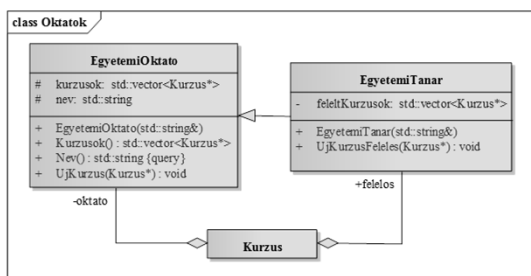 class Oktatok
EgyetemiOktato
# kurzusok: std::vector<Kurzus*>
# nev: std::string
+ EgyetemiOktato(std::string&)
+ Kurzusok() : std::vector<Kurzus*>
+ Nev() : std::string {query}
+ UjKurzus(Kurzus*) : void
EgyetemiTanar
- feleltKurzusok: std::vector<Kurzus*>
+ EgyetemiTanar(std::string&)
+ UjKurzusFeleles(Kurzus*) : void
-oktato
+felelos
Kurzus